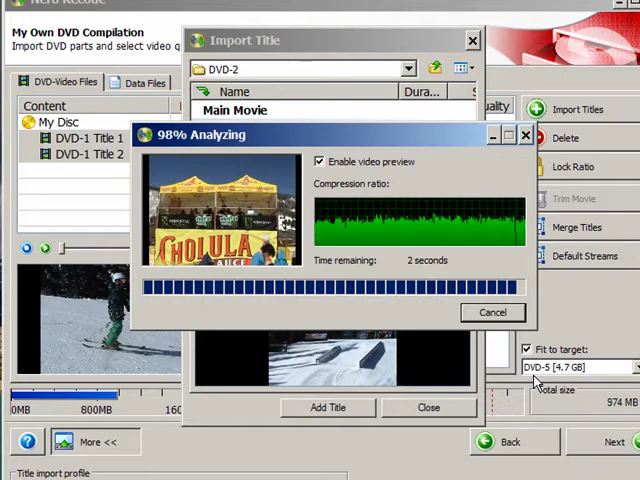 Nero Recode
My Own DVD Compilation
Import DVD parts and select video q
DVD-Video Files
Data Files
Content
My Disc
DVD-1 Title 1
DVD-1 Title 2
Import Title
DVD-2
Name
Dura...
S
Main Movie
uality
98% Analyzing
Enable video preview
Compression ratio:
Time remaining:
2 seconds
Cancel
CHOLULA
Import Titles
Delete
Lock Ratio
Trim Movie
Merge Titles
Default Streams
Fit to target:
DVD-5 [4.7 GB]
Total size
974 MB
0MB
800MB
160
Add Title
Close
More <<
Back
Next
Title import profile